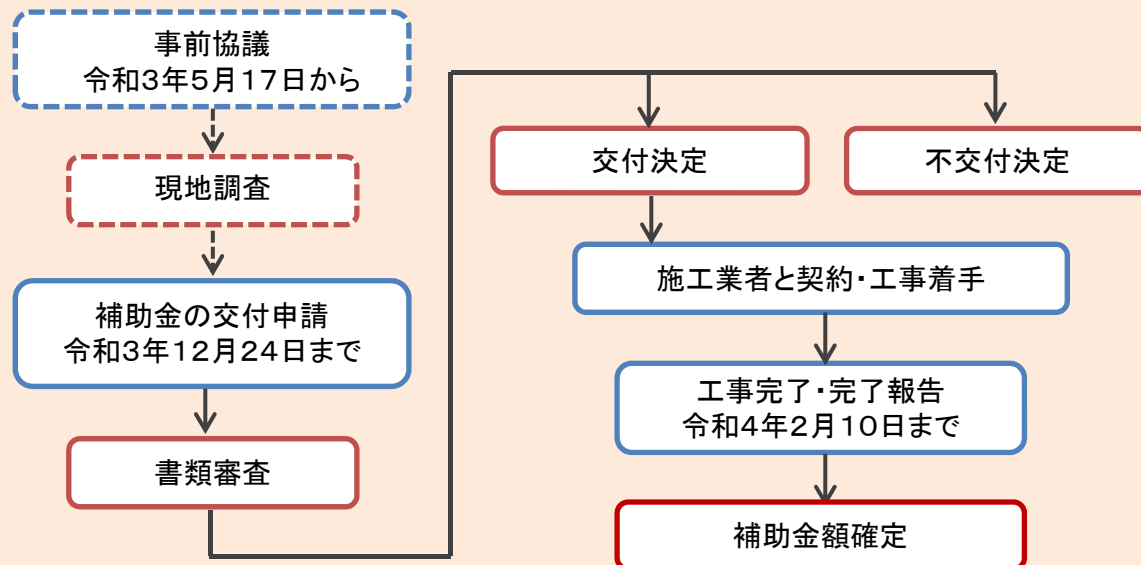 事前協議
令和3年5月17日から
現地調査
補助金の交付申請
令和3年12月24日まで
書類審査
交付決定
不交付決定
施工業者と契約・工事着手
工事完了・完了報告
令和4年2月10日まで
補助金額確定